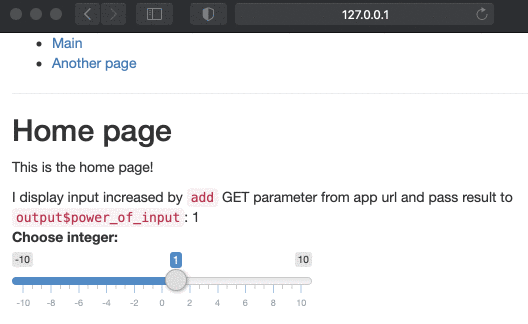 127.0.0.1
Main
Another page
Home page
This is the home page!
I display input increased by add GET parameter from app url and pass result to
output$power_of_input: 1
Choose integer:
-10 1 10
-10 -8 -6 -4 -2 0 2 4 6 8 10